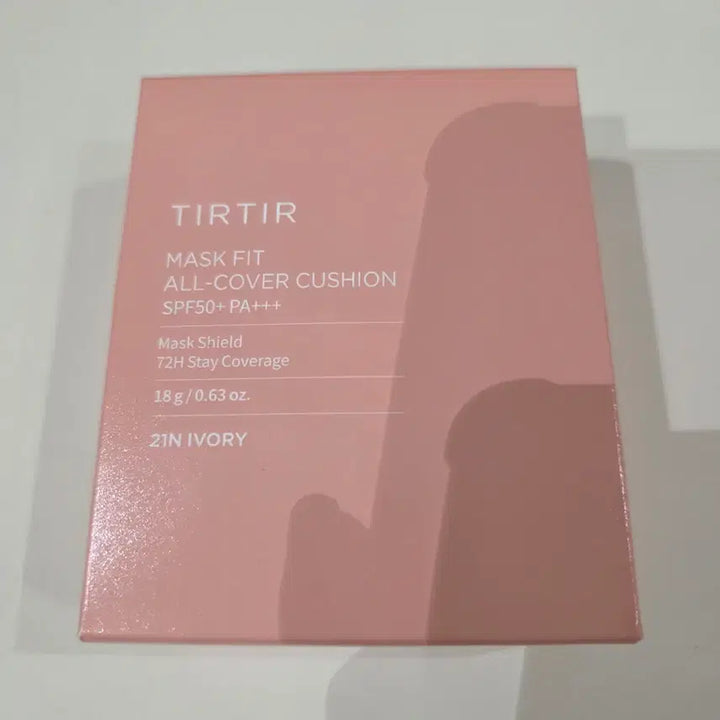 TIRTIR
MASK FIT
ALL-COVER CUSHION
SPF50+ PA+++
Mask Shield
72H Stay Coverage
18 g / 0.63 oz.
21N IVORY